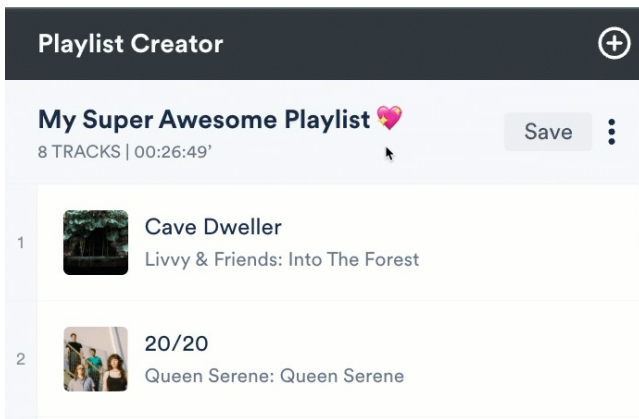 Playlist Creator
My Super Awesome Playlist 💖
Save
8 TRACKS | 00:26:49’
1
Cave Dweller
Livvy & Friends: Into The Forest
2
20/20
Queen Serene: Queen Serene